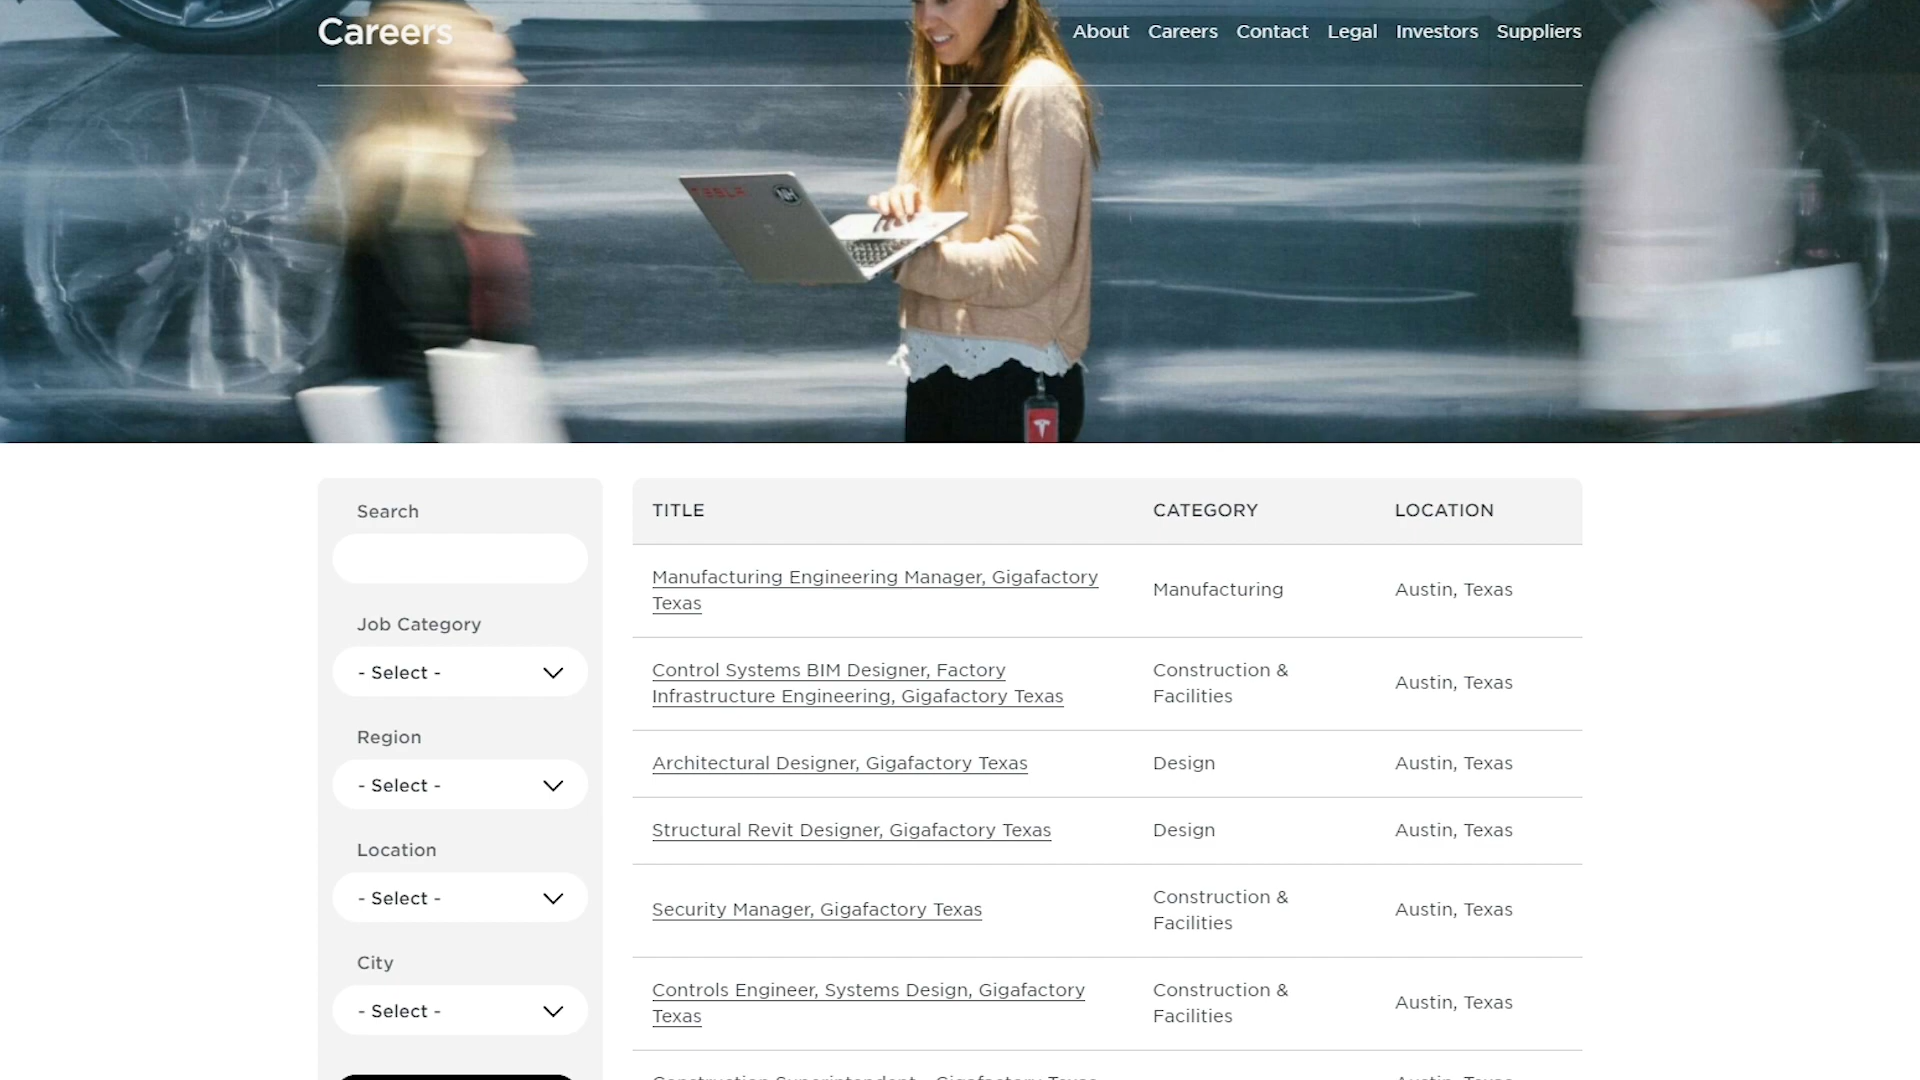 Careers
About Careers Contact Legal Investors Suppliers
TESLA
Search
Job Category
- Select -
Region
- Select -
Location
- Select -
City
- Select -
TITLE CATEGORY LOCATION
Manufacturing Engineering Manager, Gigafactory
Texas
Manufacturing
Austin, Texas
Control Systems BIM Designer, Factory
Infrastructure Engineering, Gigafactory Texas
Construction &
Facilities
Austin, Texas
Architectural Designer, Gigafactory Texas
Design
Austin, Texas
Structural Revit Designer, Gigafactory Texas
Design
Austin, Texas
Security Manager, Gigafactory Texas
Construction &
Facilities
Austin, Texas
Controls Engineer, Systems Design, Gigafactory
Texas
Construction &
Facilities
Austin, Texas